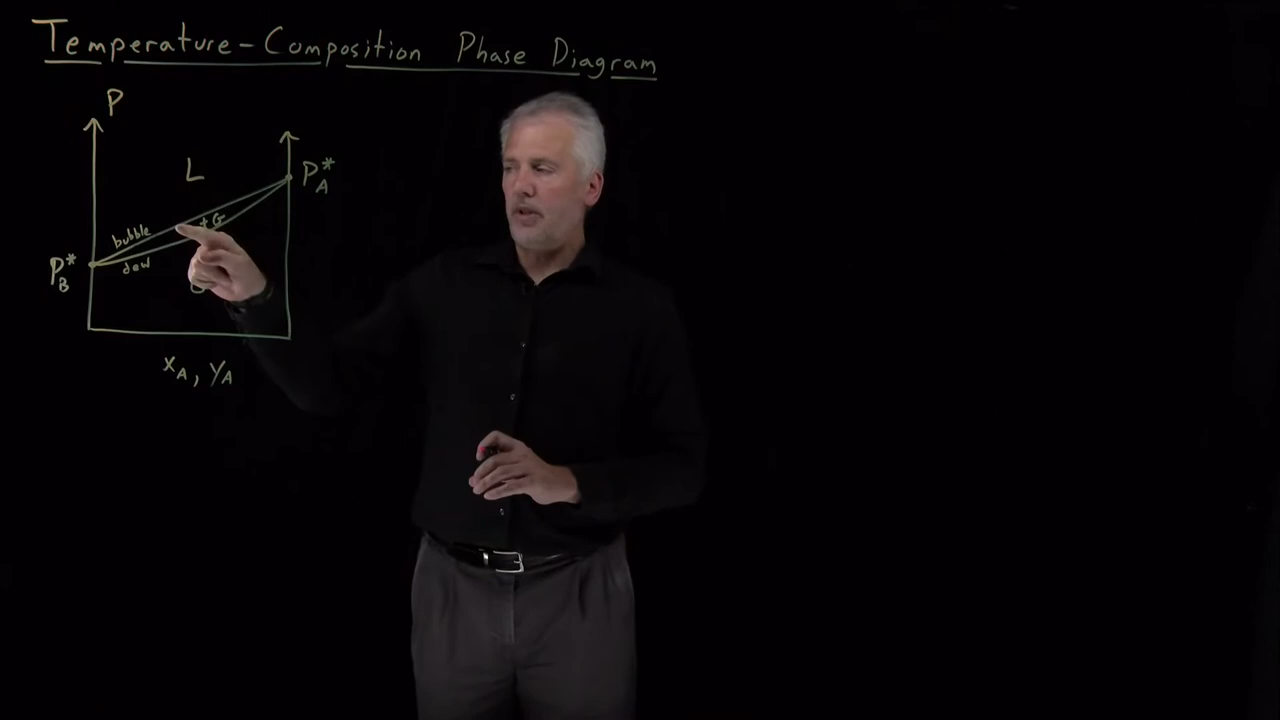 Temperature-Composition Phase Diagram
P
L
P*A
bubble
+G
dew
P*B
xA, yA